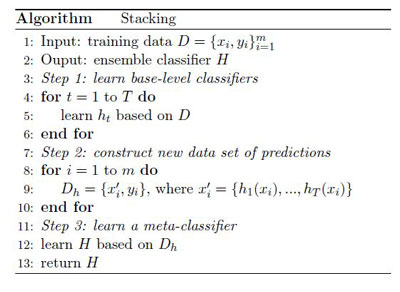 Algorithm Stacking
1: Input: training data D = {x_i, y_i}_{i=1}^m
2: Ouput: ensemble classifier H
3: Step 1: learn base-level classifiers
4: for t = 1 to T do
5: learn h_t based on D
6: end for
7: Step 2: construct new data set of predictions
8: for i = 1 to m do
9: D_h = {x'_i, y_i}, where x'_i = {h_1(x_i), ..., h_T(x_i)}
10: end for
11: Step 3: learn a meta-classifier
12: learn H based on D_h
13: return H